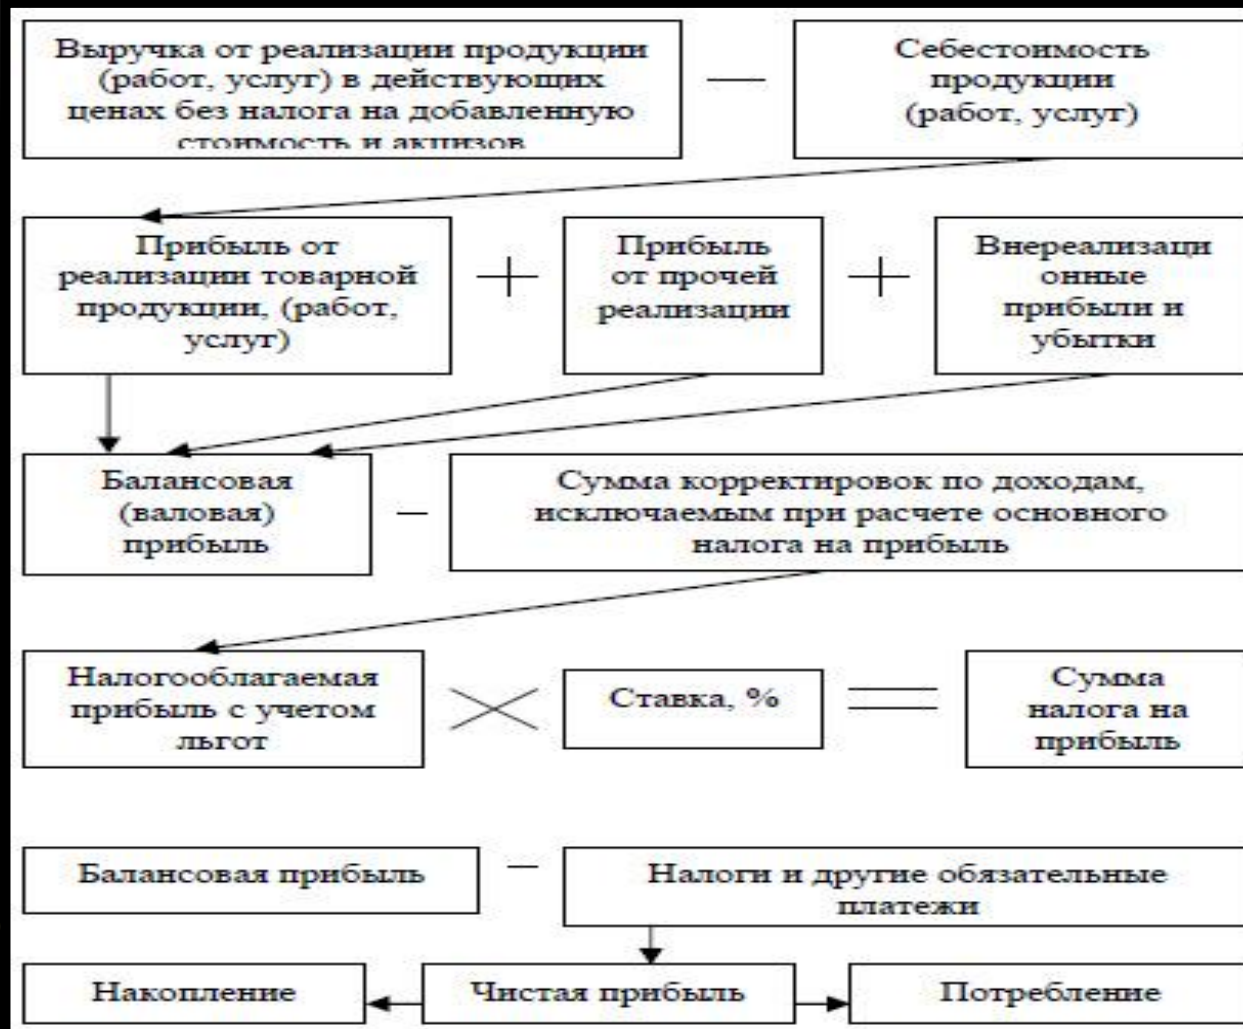 Выручка от реализации продукции
(работ, услуг) в действующих
ценах без налога на добавленную
стоимость и акцизов
Себестоимость
продукции
(работ, услуг)
Прибыль от
реализации товарной
продукции, (работ,
услуг)
Прибыль
от прочей
реализации
Внереализаци
онные
прибыли и
убытки
Балансовая
(валовая)
прибыль
Сумма корректировок по доходам,
исключаемым при расчете основного
налога на прибыль
Налогооблагаемая
прибыль с учетом
льгот
Ставка, %
Сумма
налога на
прибыль
Балансовая прибыль
Налоги и другие обязательные
платежи
Накопление
Чистая прибыль
Потребление